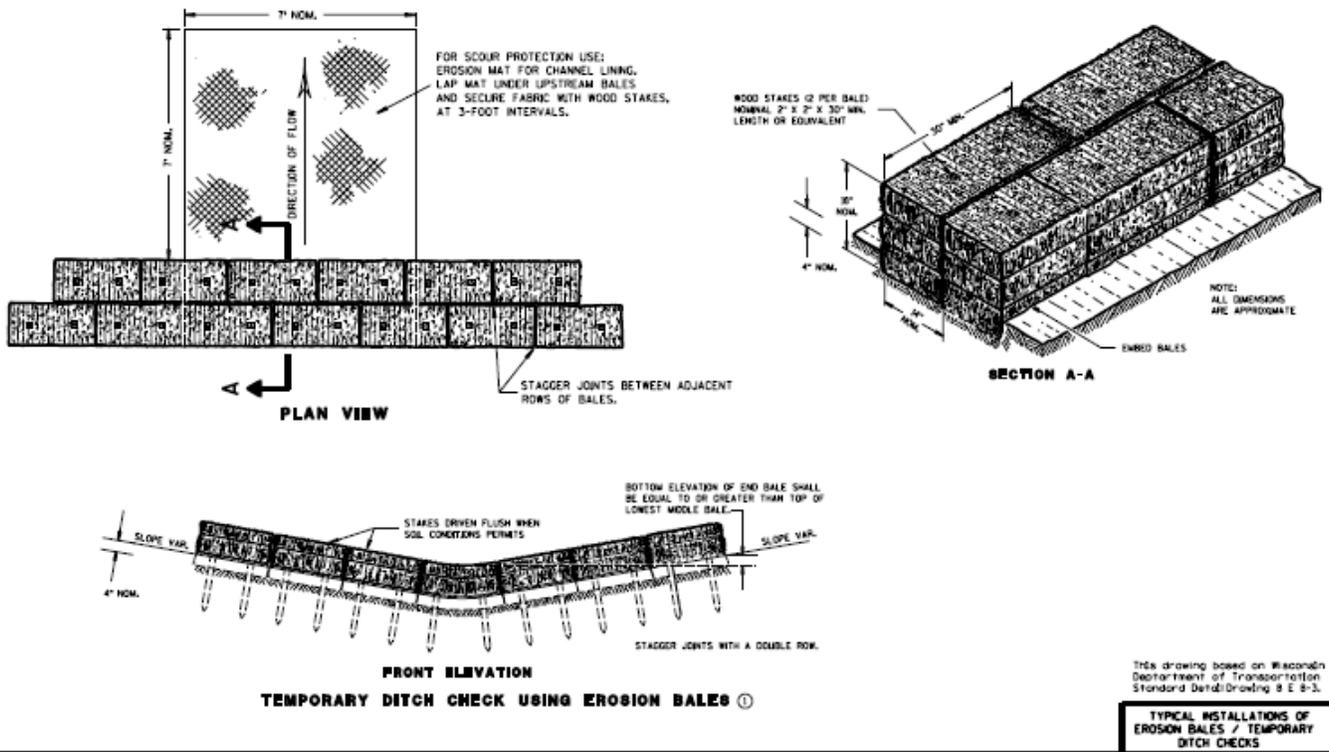 7' NOM.
7' NOM.
DIRECTION OF FLOW
FOR SCOUR PROTECTION USE:
EROSION MAT FOR CHANNEL LINING.
LAP MAT UNDER UPSTREAM BALES
AND SECURE FABRIC WITH WOOD STAKES,
AT 3-FOOT INTERVALS.
A
A
STAGGER JOINTS BETWEEN ADJACENT
ROWS OF BALES.
PLAN VIEW
WOOD STAKES (2 PER BALE)
NOMINAL 2" X 2" X 30" MIN.
LENGTH OR EQUIVALENT
30" MIN.
NOM.
4" NOM.
14"
NOM.
NOTE:
ALL DIMENSIONS
ARE APPROXIMATE
EMBED BALES
SECTION A-A
BOTTOM ELEVATION OF END BALE SHALL
BE EQUAL TO OR GREATER THAN TOP OF
LOWEST MIDDLE BALE.
STAKES DRIVEN FLUSH WHEN
SOIL CONDITIONS PERMITS
SLOPE VAR.
SLOPE VAR.
4" NOM.
STAGGER JOINTS WITH A DOUBLE ROW.
FRONT ELEVATION
TEMPORARY DITCH CHECK USING EROSION BALES ①
This drawing based on Wisconsin
Department of Transportation
Standard Detail Drawing 8 E 8-3.
TYPICAL INSTALLATIONS OF
EROSION BALES / TEMPORARY
DITCH CHECKS